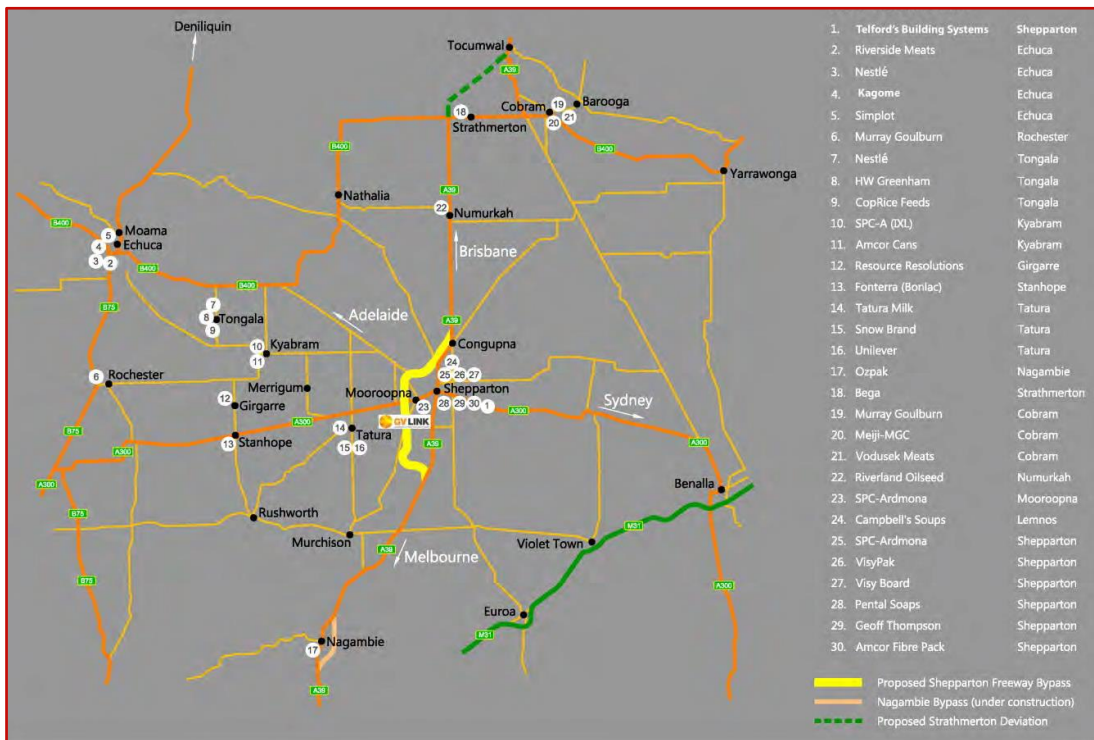 Deniliquin
Tocumwal
A39
19
Barooga
Cobram
18
20
21
Strathmerton
B400
B400
Yarrawonga
Nathalia
A39
22
Numurkah
B400
5
Moama
4
Echuca
3
2
B400
Brisbane
B400
B75
7
8
Tongala
9
Adelaide
A39
Congupna
10
Kyabram
11
24
25
26
27
6
Rochester
Merrigum
Mooroopna
Shepparton
12
Girgarre
23
28
29
30
1
A300
Sydney
A300
GV LINK
14
Tatura
13
Stanhope
15
16
A39
B75
A300
A300
A300
Benalla
B75
Rushworth
Murchison
Violet Town
M31
A39
Melbourne
B75
A300
Euroa
M31
Nagambie
17
A39
1. Telford's Building Systems Shepparton
2. Riverside Meats Echuca
3. Nestlé Echuca
4. Kagome Echuca
5. Simplot Echuca
6. Murray Goulburn Rochester
7. Nestlé Tongala
8. HW Greenham Tongala
9. CopRice Feeds Tongala
10. SPC-A (IXL) Kyabram
11. Amcor Cans Kyabram
12. Resource Resolutions Girgarre
13. Fonterra (Bonlac) Stanhope
14. Tatura Milk Tatura
15. Snow Brand Tatura
16. Unilever Tatura
17. Ozpak Nagambie
18. Bega Strathmerton
19. Murray Goulburn Cobram
20. Meiji-MGC Cobram
21. Vodusek Meats Cobram
22. Riverland Oilseed Numurkah
23. SPC-Ardmona Mooroopna
24. Campbell's Soups Lemnos
25. SPC-Ardmona Shepparton
26. VisyPak Shepparton
27. Visy Board Shepparton
28. Pental Soaps Shepparton
29. Geoff Thompson Shepparton
30. Amcor Fibre Pack Shepparton
Proposed Shepparton Freeway Bypass
Nagambie Bypass (under construction)
Proposed Strathmerton Deviation